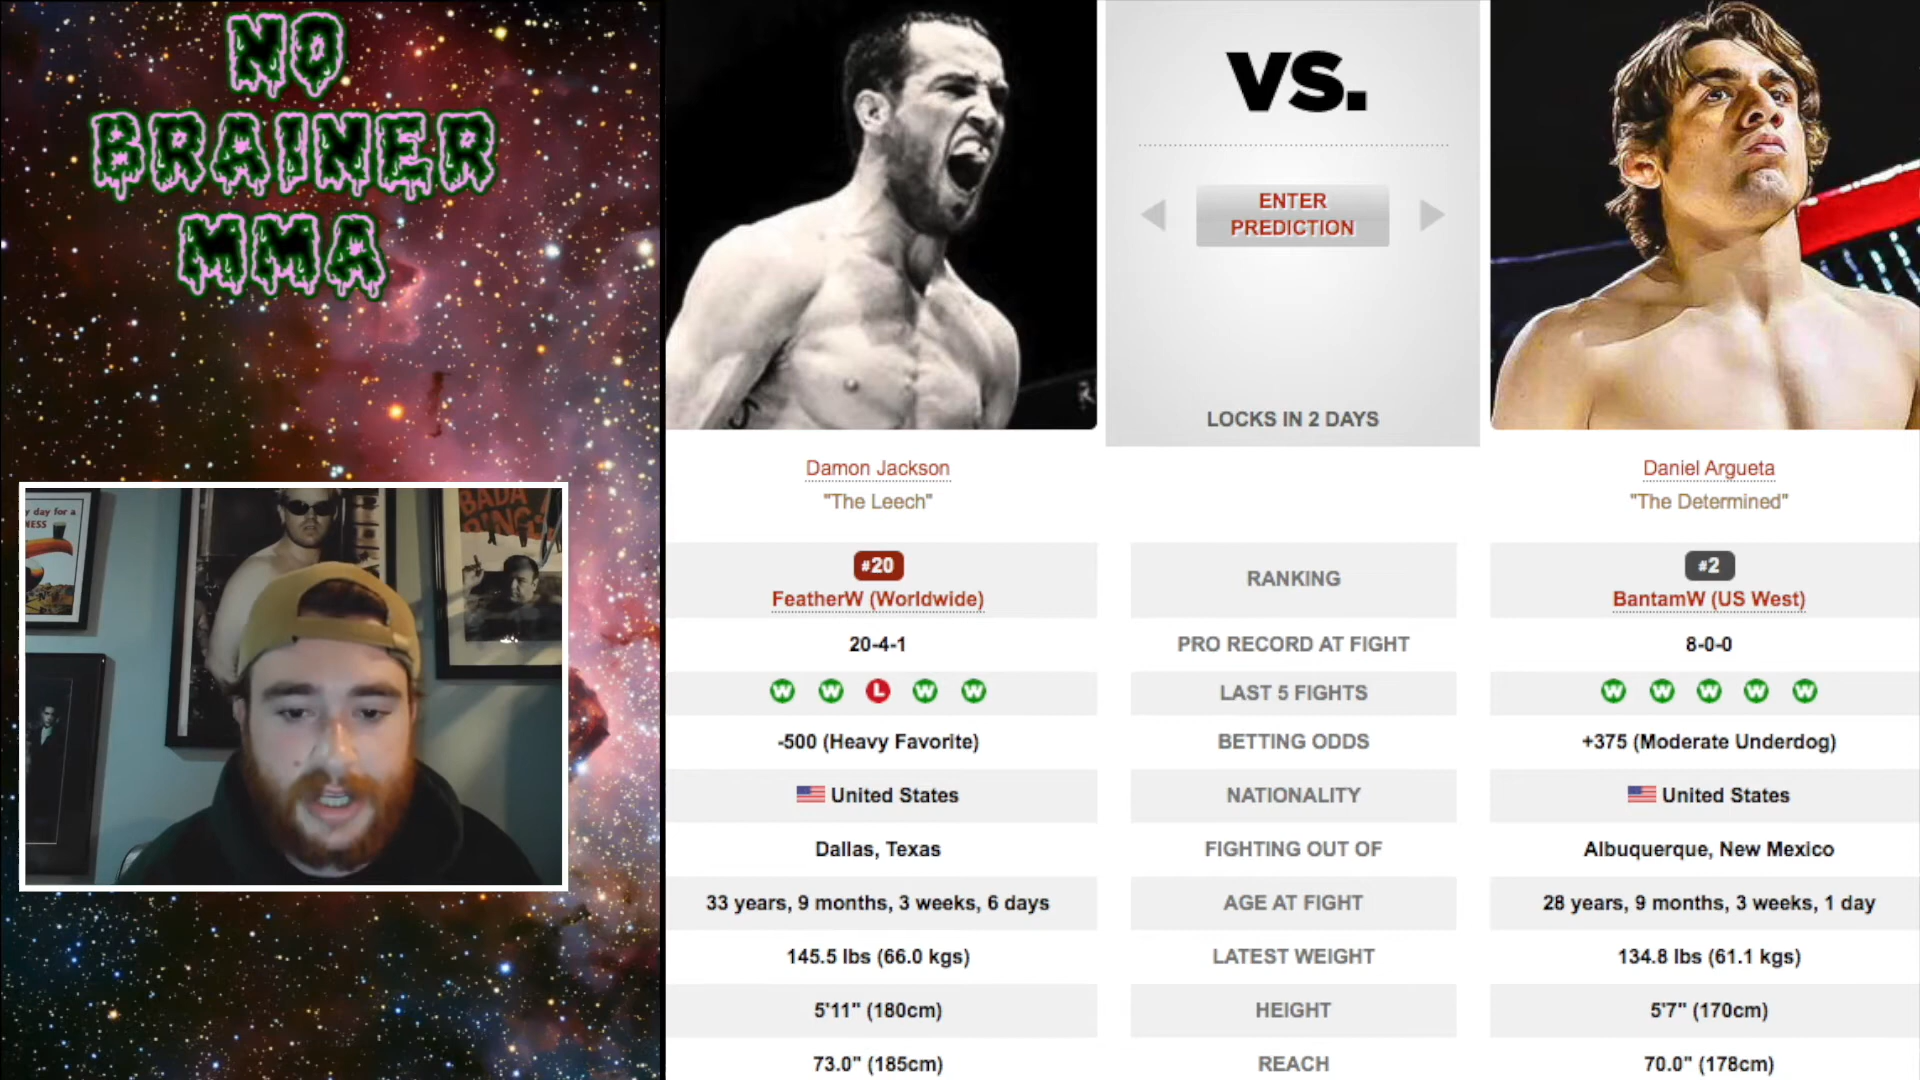 NO
BRAINER
MMA
y day for a
NESS
BADA
VS.
ENTER
PREDICTION
LOCKS IN 2 DAYS
Damon Jackson
"The Leech"
Daniel Argueta
"The Determined"
#20
FeatherW (Worldwide)
RANKING
#2
BantamW (US West)
20-4-1
PRO RECORD AT FIGHT
8-0-0
W W L W W
LAST 5 FIGHTS
W W W W W
-500 (Heavy Favorite)
BETTING ODDS
+375 (Moderate Underdog)
United States
NATIONALITY
United States
Dallas, Texas
FIGHTING OUT OF
Albuquerque, New Mexico
33 years, 9 months, 3 weeks, 6 days
AGE AT FIGHT
28 years, 9 months, 3 weeks, 1 day
145.5 lbs (66.0 kgs)
LATEST WEIGHT
134.8 lbs (61.1 kgs)
5'11" (180cm)
HEIGHT
5'7" (170cm)
73.0" (185cm)
REACH
70.0" (178cm)